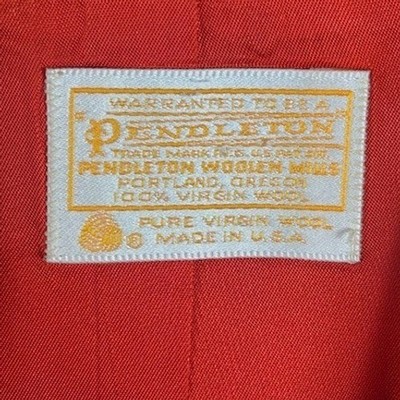 WARRANTED TO BE A
"PENDLETON"
TRADE MARK REG. U.S. PAT. OFF.
PENDLETON WOOLEN MILLS
PORTLAND, OREGON
100% VIRGIN WOOL
PURE VIRGIN WOOL
® MADE IN U.S.A.